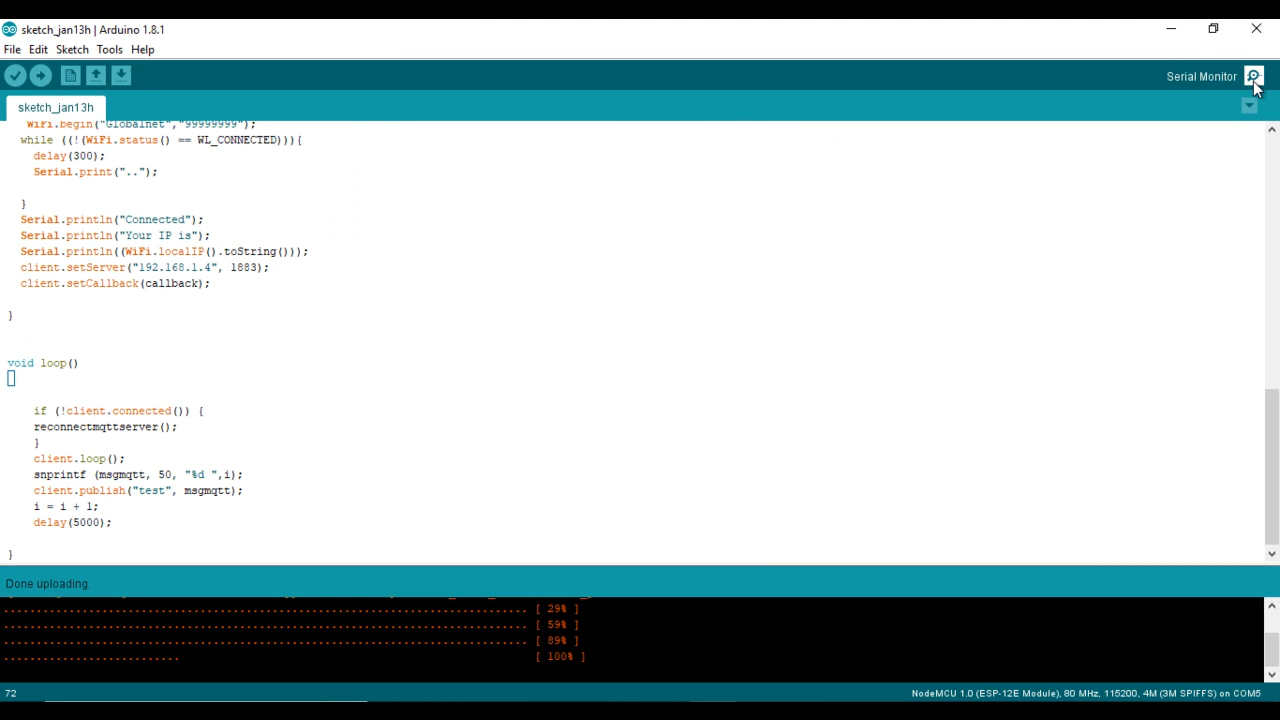 sketch_jan13h | Arduino 1.8.1
File Edit Sketch Tools Help
Serial Monitor
sketch_jan13h
WiFi.begin("Globalnet","99999999");
while ((!(WiFi.status() == WL_CONNECTED))){
delay(300);
Serial.print("..");
}
Serial.println("Connected");
Serial.println("Your IP is");
Serial.println((WiFi.localIP().toString()));
client.setServer("192.168.1.4", 1883);
client.setCallback(callback);
}
void loop()
if (!client.connected()) {
reconnectmqttserver();
}
client.loop();
snprintf (msgmqtt, 50, "%d ",i);
client.publish("test", msgmqtt);
i = i + 1;
delay(5000);
}
Done uploading.
................................................................................ [ 29% ]
................................................................................ [ 59% ]
................................................................................ [ 89% ]
........................... [ 100% ]
72
NodeMCU 1.0 (ESP-12E Module), 80 MHz, 115200, 4M (3M SPIFFS) on COM5